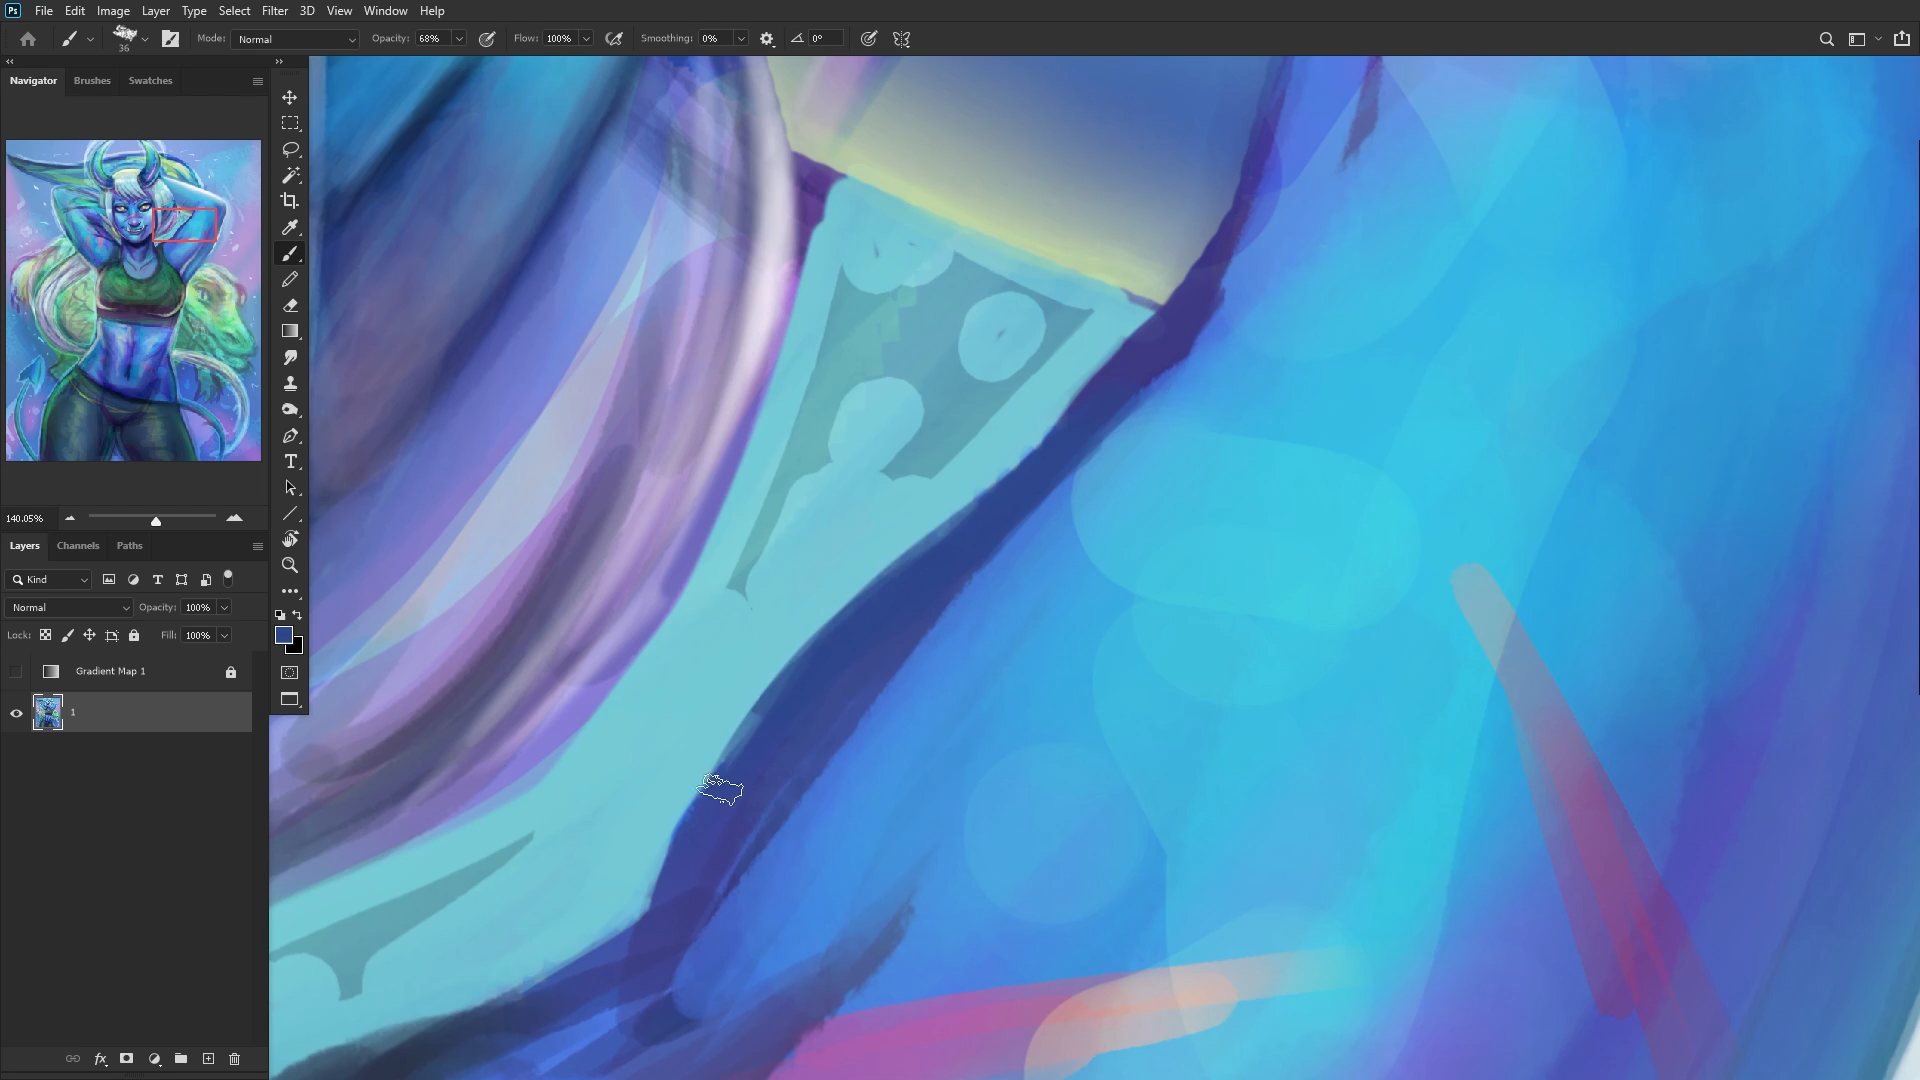 Ps File Edit Image Layer Type Select Filter 3D View Window Help
36 Mode: Normal Opacity: 68% Flow: 100% Smoothing: 0% 0°
Navigator Brushes Swatches
140.05%
Layers Channels Paths
Kind
Normal Opacity: 100%
Lock: Fill: 100%
Gradient Map 1
1
fx